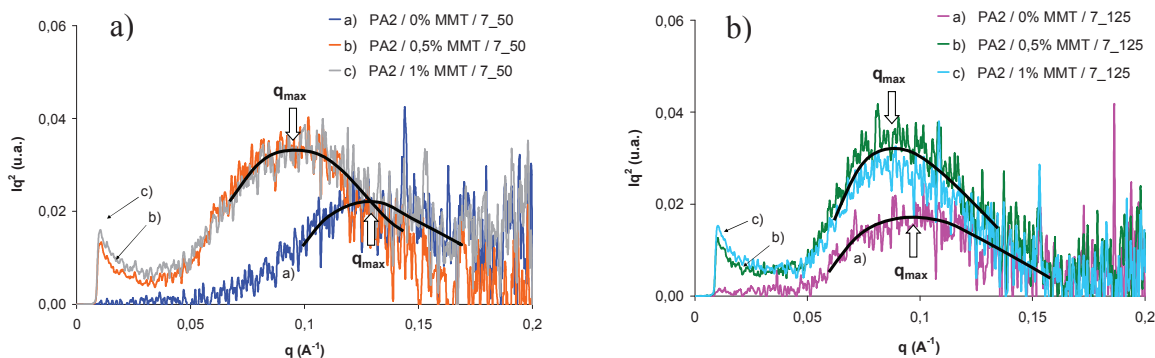 a)
a) PA2 / 0% MMT / 7_50
b) PA2 / 0,5% MMT / 7_50
c) PA2 / 1% MMT / 7_50
0,06
0,04
0,02
0,00
Iq² (u.a.)
qmax
c)
b)
a)
qmax
0
0,05
0,1
0,15
0,2
q (A⁻¹)
b)
a) PA2 / 0% MMT / 7_125
b) PA2 / 0,5% MMT / 7_125
c) PA2 / 1% MMT / 7_125
0,06
0,04
0,02
0,00
Iq² (u.a.)
qmax
c)
b)
a)
qmax
0
0,05
0,1
0,15
0,2
q (A⁻¹)